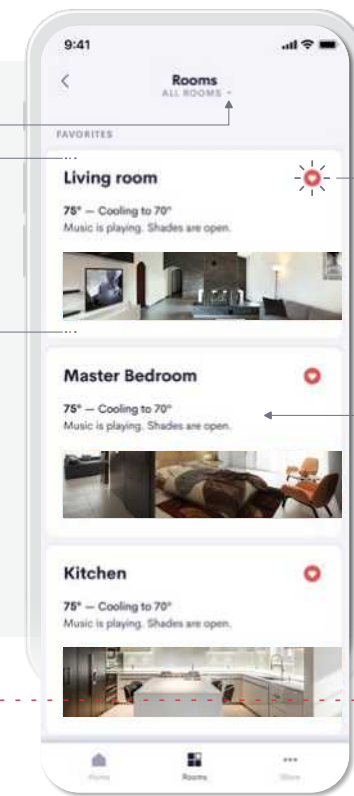 9:41
Rooms
ALL ROOMS
FAVORITES
Living room
75° — Cooling to 70°
Music is playing. Shades are open.
Master Bedroom
75° — Cooling to 70°
Music is playing. Shades are open.
Kitchen
75° — Cooling to 70°
Music is playing. Shades are open.
Home
Rooms
More